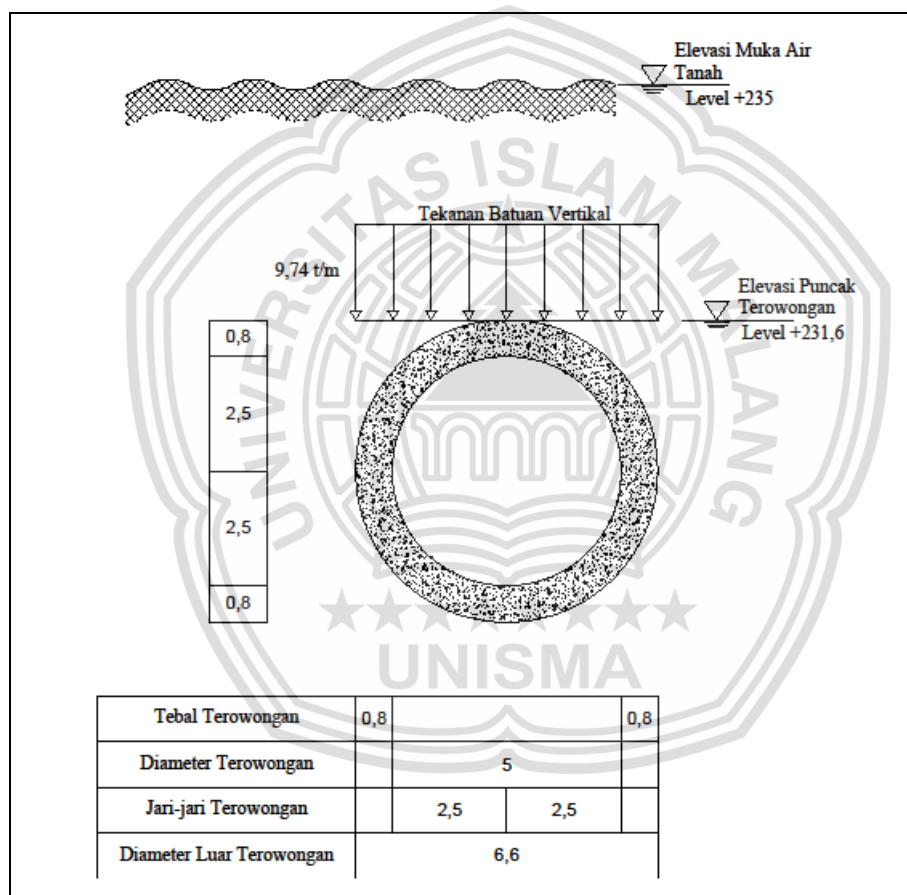 Elevasi Muka Air
Tanah
Level +235
UNIVERSITAS ISLAM MALANG
Tekanan Batuan Vertikal
9,74 t/m
Elevasi Puncak
Terowongan
Level +231,6
0,8
2,5
2,5
0,8
UNISMA
Tebal Terowongan 0,8 0,8
Diameter Terowongan 5
Jari-jari Terowongan 2,5 2,5
Diameter Luar Terowongan 6,6